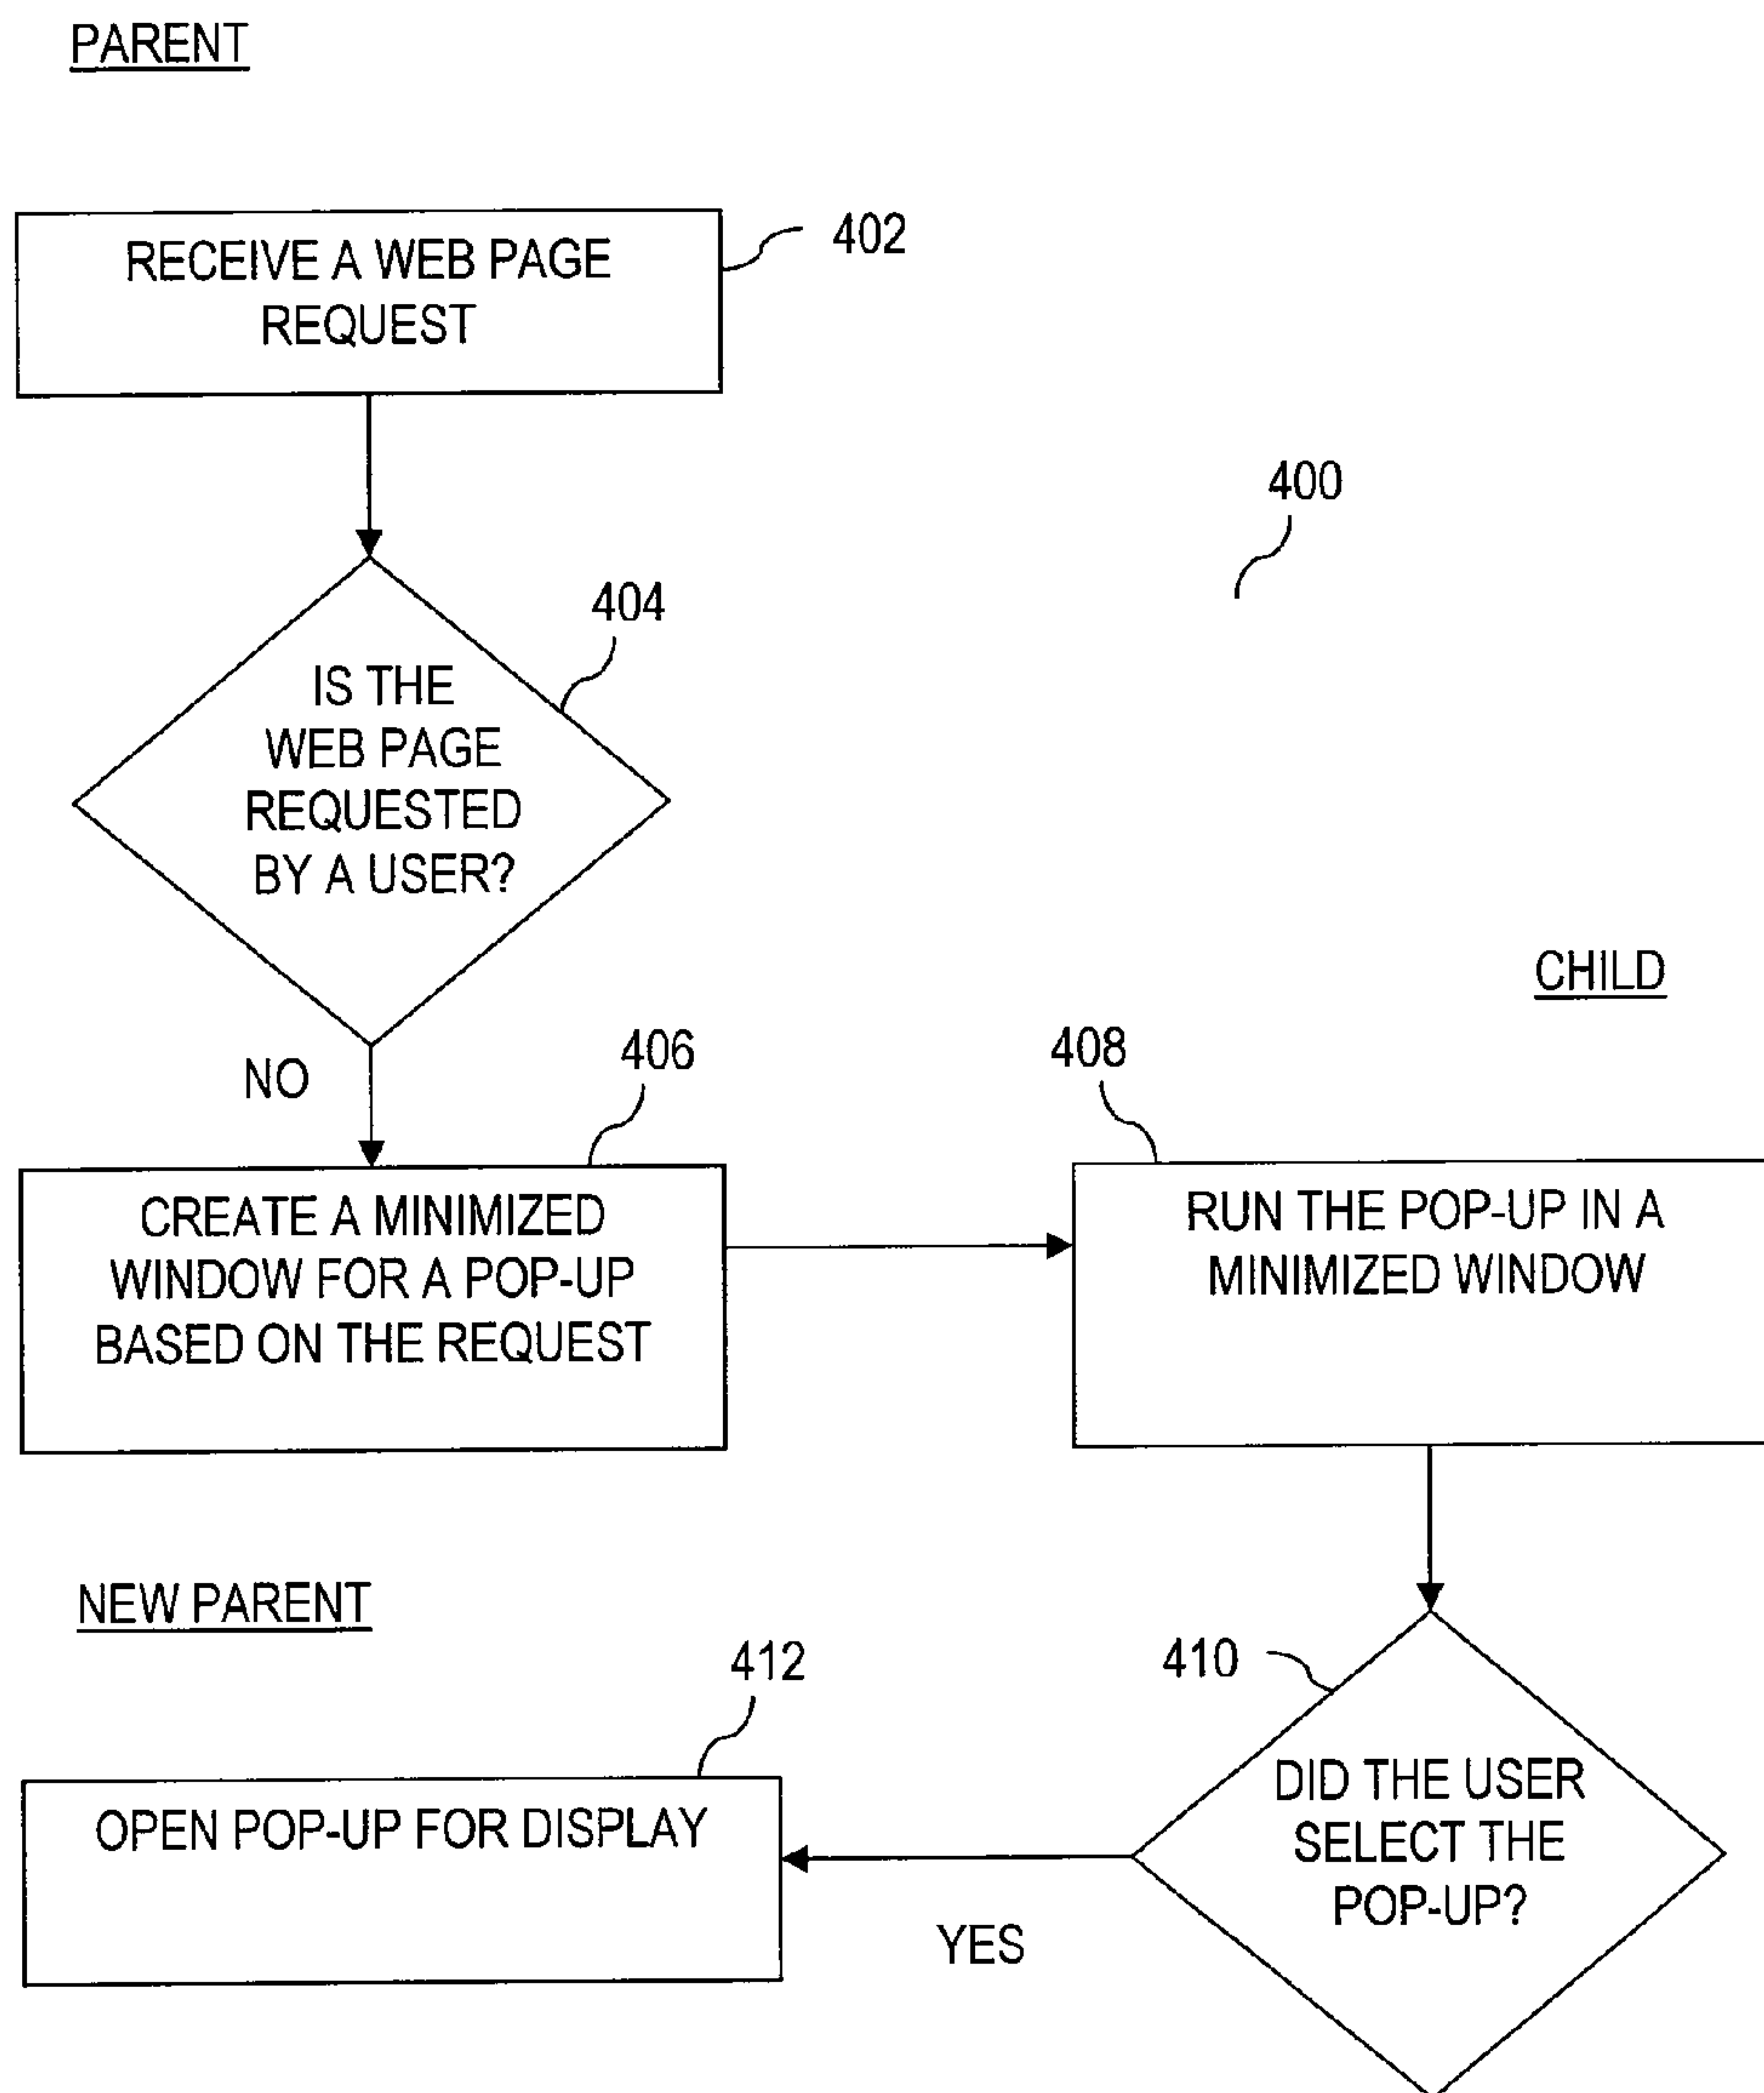 PARENT
RECEIVE A WEB PAGE
REQUEST
402
400
404
IS THE
WEB PAGE
REQUESTED
BY A USER?
CHILD
NO
406
408
CREATE A MINIMIZED
WINDOW FOR A POP-UP
BASED ON THE REQUEST
RUN THE POP-UP IN A
MINIMIZED WINDOW
NEW PARENT
412
410
OPEN POP-UP FOR DISPLAY
DID THE USER
SELECT THE
POP-UP?
YES